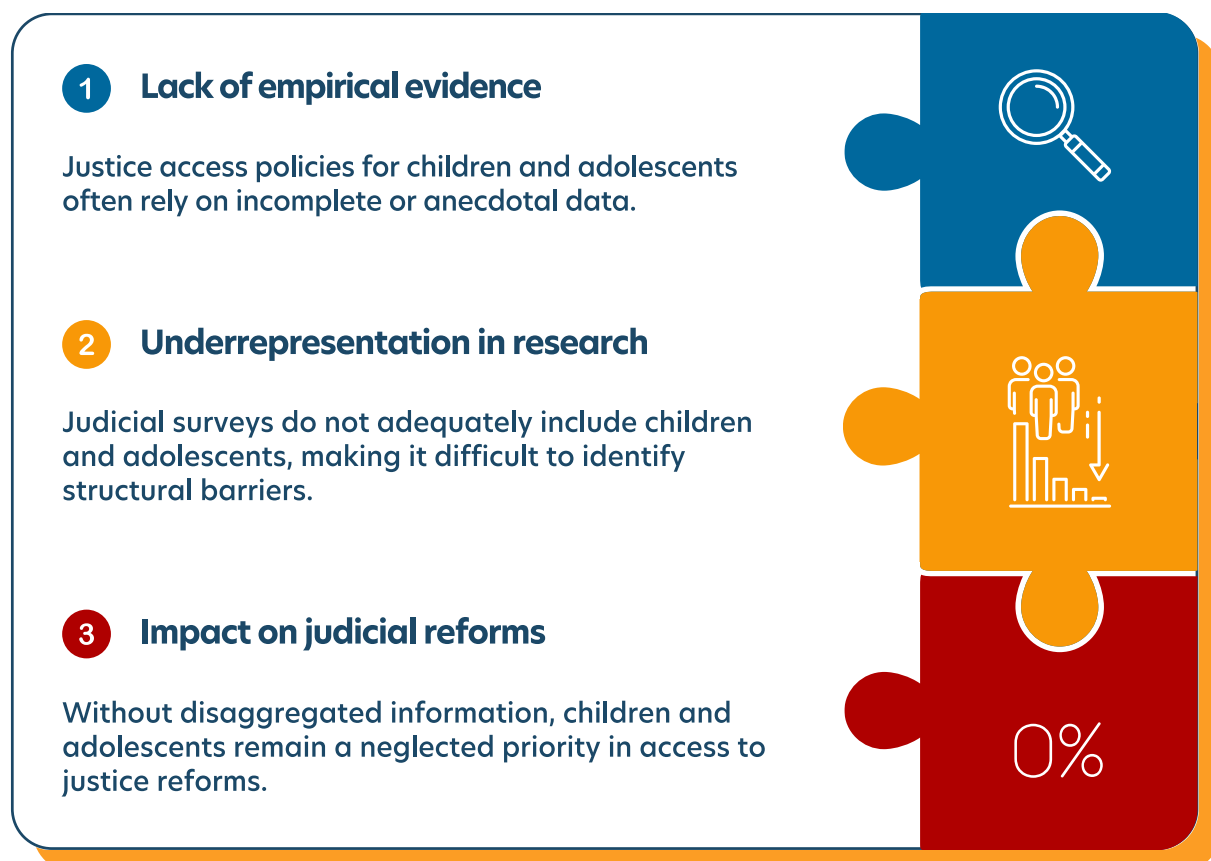 1 Lack of empirical evidence
Justice access policies for children and adolescents
often rely on incomplete or anecdotal data.
2 Underrepresentation in research
Judicial surveys do not adequately include children
and adolescents, making it difficult to identify
structural barriers.
3 Impact on judicial reforms
Without disaggregated information, children and
adolescents remain a neglected priority in access to
justice reforms.
0%